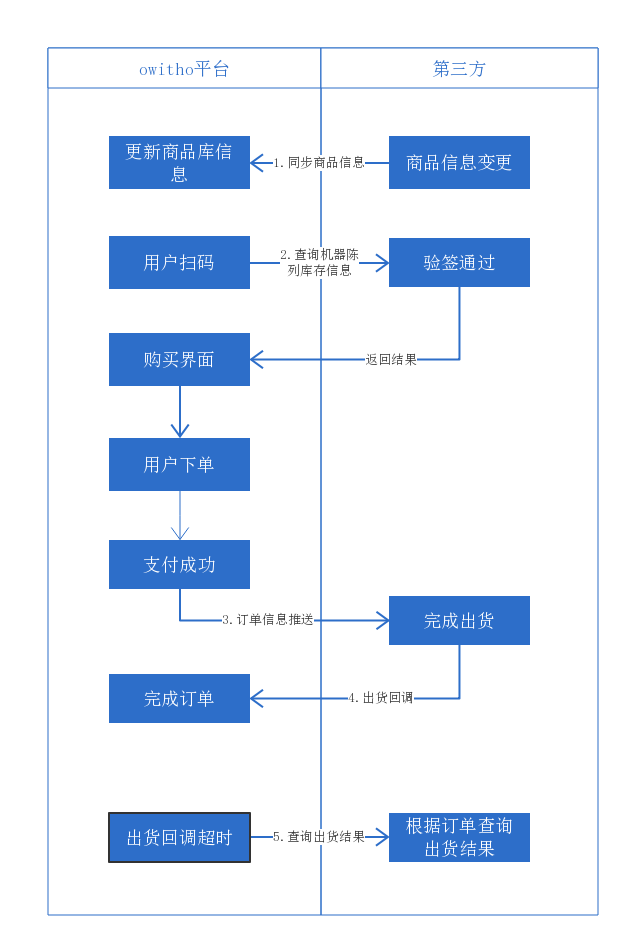 owitho平台
第三方
更新商品库信
息
1.同步商品信息
商品信息变更
用户扫码
2.查询机器陈
列库存信息
验签通过
购买界面
返回结果
用户下单
支付成功
3.订单信息推送
完成出货
完成订单
4.出货回调
出货回调超时
5.查询出货结果
根据订单查询
出货结果